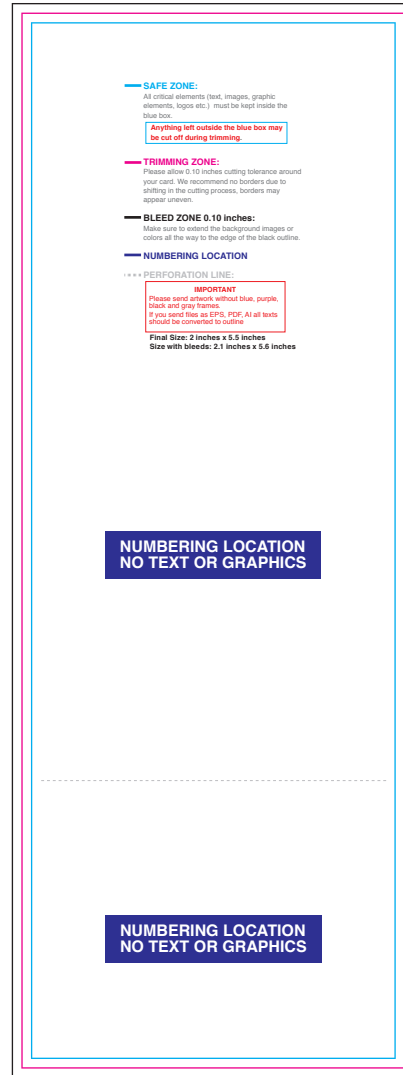 SAFE ZONE:
All critical elements (text, images, graphic
elements, logos etc.)  must be kept inside the
blue box.
Anything left outside the blue box may
be cut off during trimming.
TRIMMING ZONE:
Please allow 0.10 inches cutting tolerance around
your card. We recommend no borders due to
shifting in the cutting process, borders may
appear uneven.
BLEED ZONE 0.10 inches:
Make sure to extend the background images or
colors all the way to the edge of the black outline.
NUMBERING LOCATION
PERFORATION LINE:
IMPORTANT
Please send artwork without blue, purple,
black and gray frames.
If you send files as EPS, PDF, AI all texts
should be converted to outline
Final Size: 2 inches x 5.5 inches
Size with bleeds: 2.1 inches x 5.6 inches
NUMBERING LOCATION
NO TEXT OR GRAPHICS
NUMBERING LOCATION
NO TEXT OR GRAPHICS